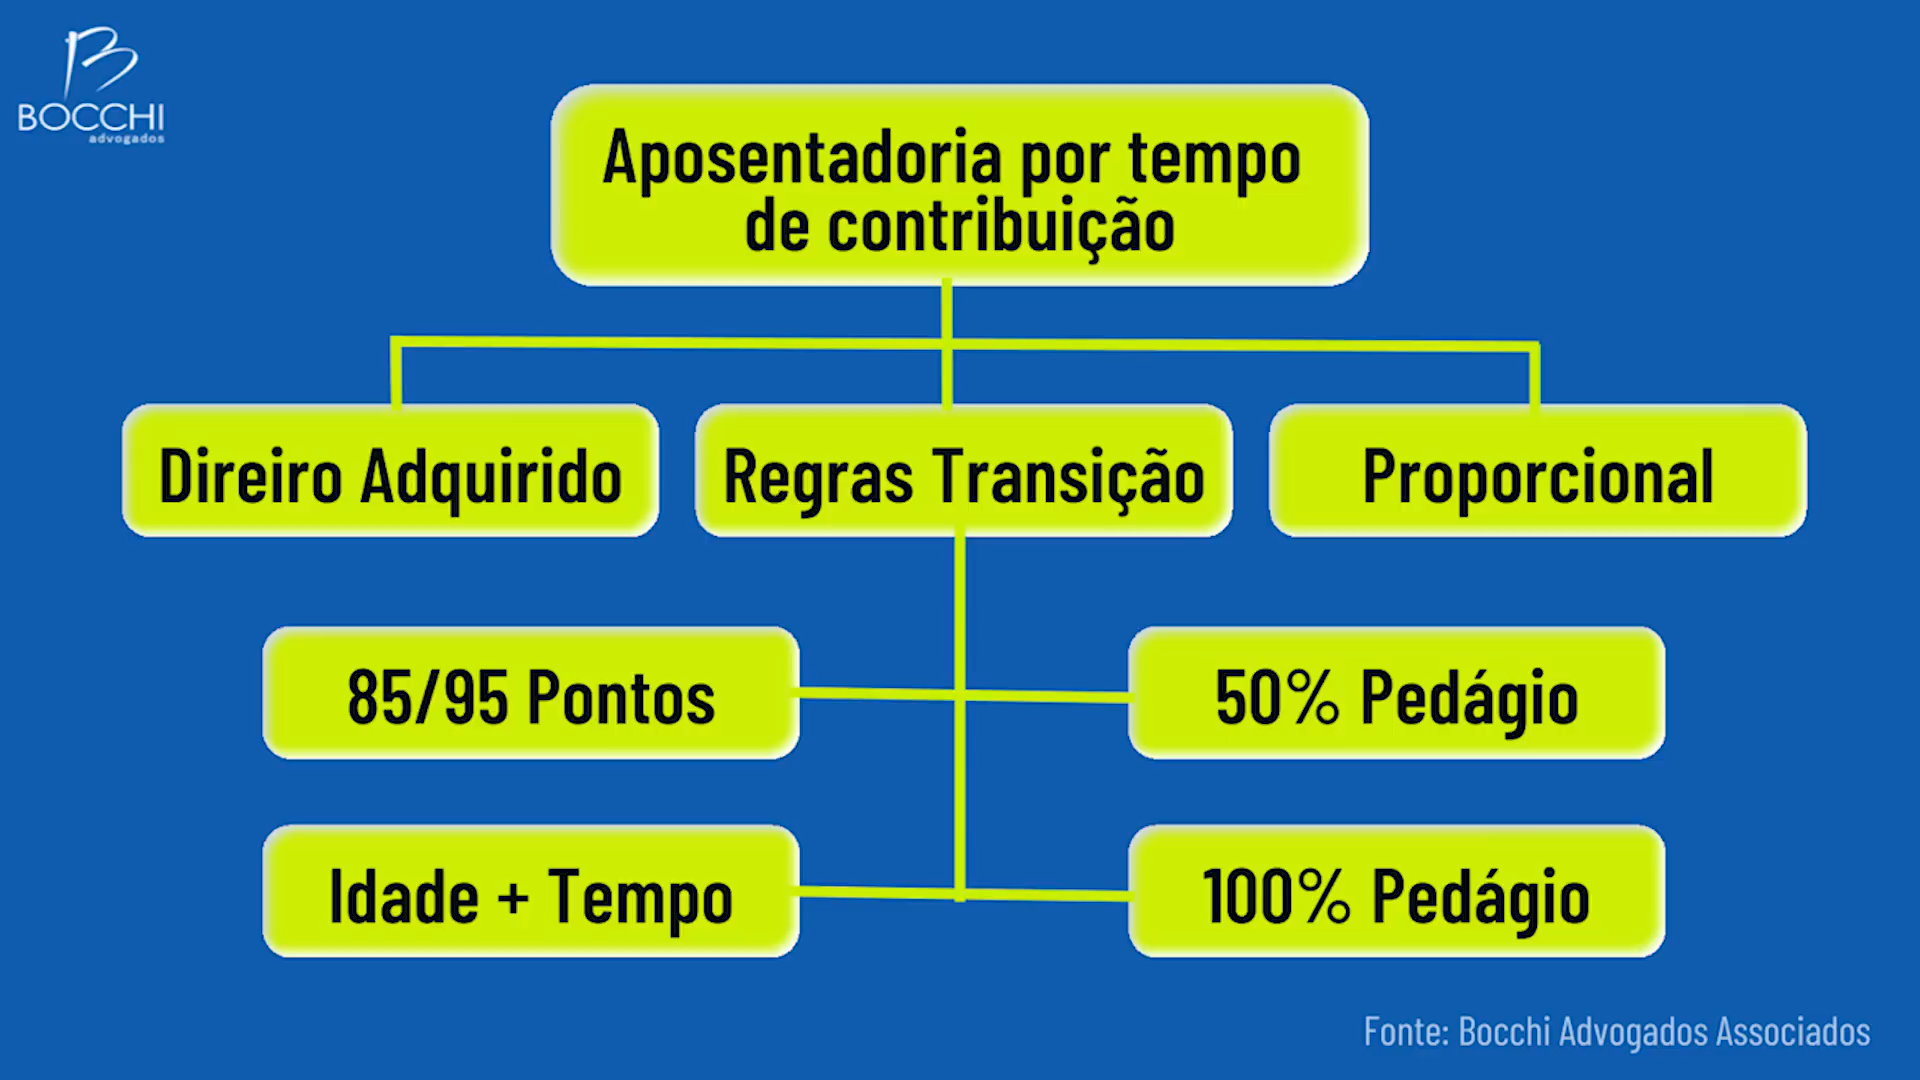 BOCCHI
advogados
Aposentadoria por tempo
de contribuição
Direiro Adquirido
Regras Transição
Proporcional
85/95 Pontos
50% Pedágio
Idade + Tempo
100% Pedágio
Fonte: Bocchi Advogados Associados